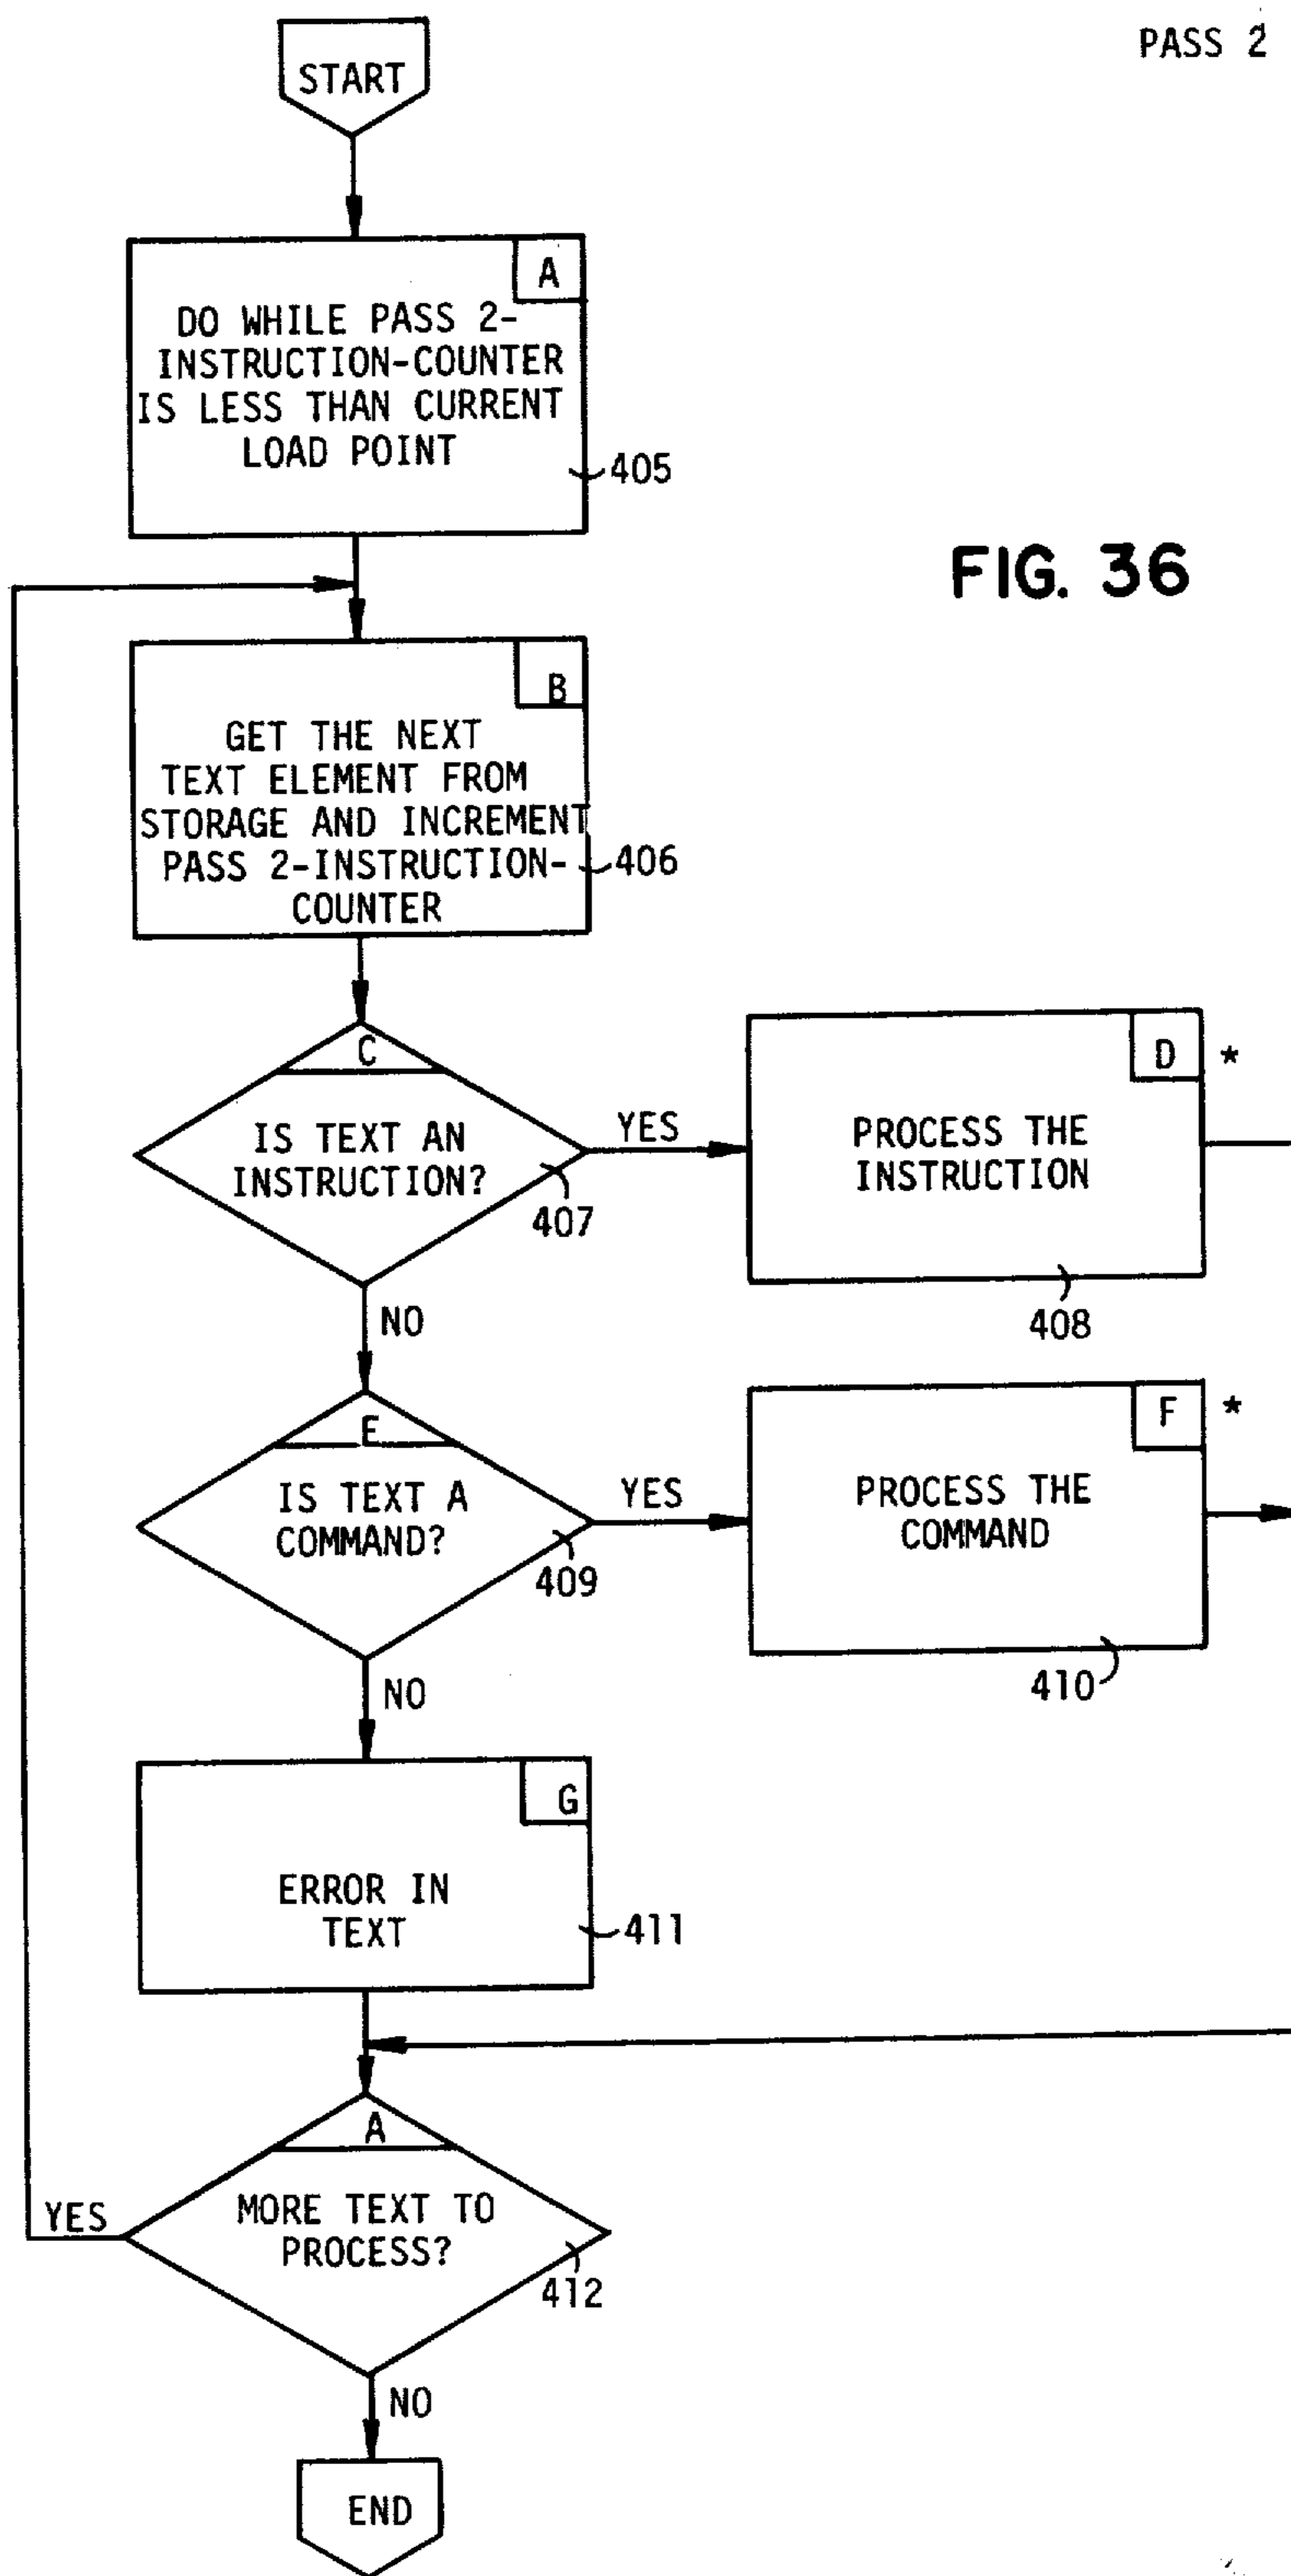 PASS 2
START
A
DO WHILE PASS 2-
INSTRUCTION-COUNTER
IS LESS THAN CURRENT
LOAD POINT
405
FIG. 36
B
GET THE NEXT
TEXT ELEMENT FROM
STORAGE AND INCREMENT
PASS 2-INSTRUCTION-
COUNTER
406
C
IS TEXT AN
INSTRUCTION?
407
YES
D
*
PROCESS THE
INSTRUCTION
408
NO
E
IS TEXT A
COMMAND?
409
YES
F
*
PROCESS THE
COMMAND
410
NO
G
ERROR IN
TEXT
411
A
MORE TEXT TO
PROCESS?
412
YES
NO
END